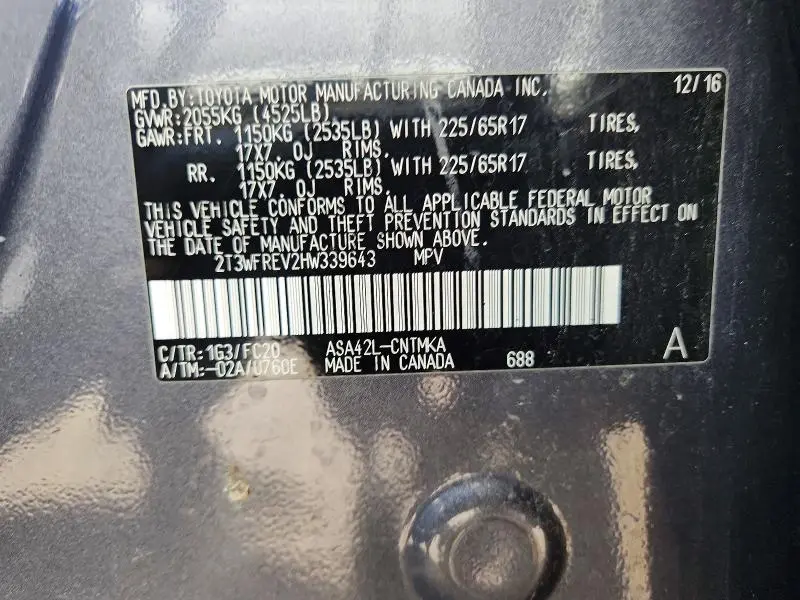 MFD.BY:TOYOTA MOTOR MANUFACTURING CANADA INC. 12/16
GVWR:2055KG (4525LB)
GAWR:FRT. 1150KG (2535LB) WITH 225/65R17 TIRES,
17X7.0J RIMS.
RR. 1150KG (2535LB) WITH 225/65R17 TIRES,
17X7.0J RIMS.
THIS VEHICLE CONFORMS TO ALL APPLICABLE FEDERAL MOTOR
VEHICLE SAFETY AND THEFT PREVENTION STANDARDS IN EFFECT ON
THE DATE OF MANUFACTURE SHOWN ABOVE.
2T3WFREV2HW339643 MPV
C/TR:1G3/FC20 ASA42L-CNTMKA
A/TM:-02A/U760E MADE IN CANADA 688 A